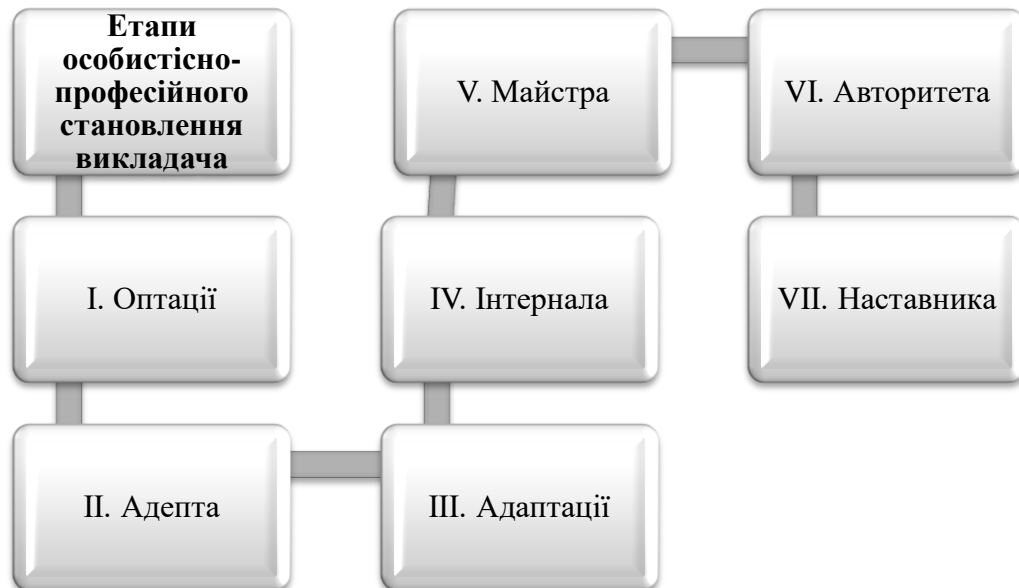 Етапи
особистісно-
професійного
становлення
викладача
I. Оптації
II. Адепта
III. Адаптації
IV. Інтернала
V. Майстра
VI. Авторитета
VII. Наставника